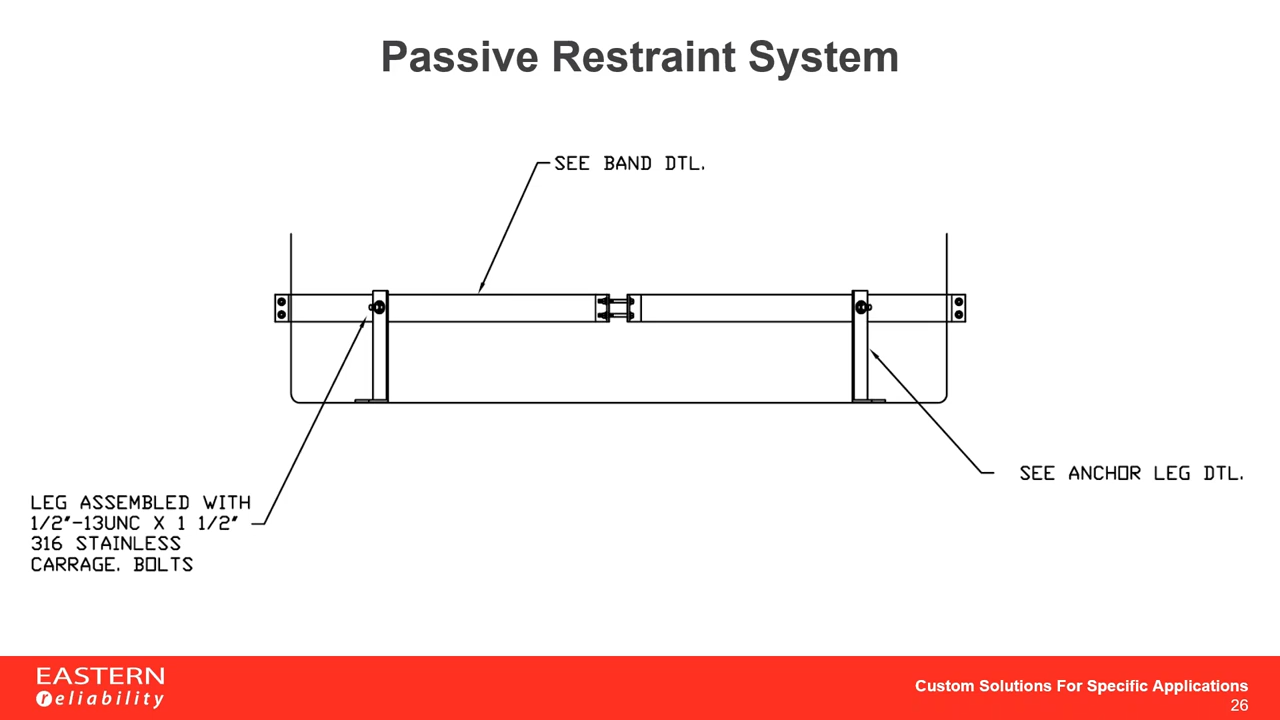 Passive Restraint System
SEE BAND DTL.
SEE ANCHOR LEG DTL.
LEG ASSEMBLED WITH
1/2"-13UNC X 1 1/2"
316 STAINLESS
CARRAGE. BOLTS
EASTERN
reliability
Custom Solutions For Specific Applications
26